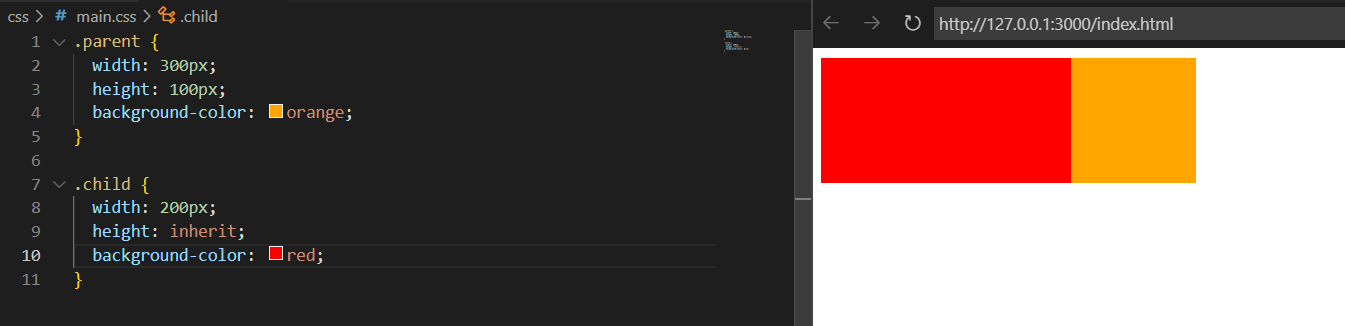 css > # main.css > .child
1 .parent {
2 width: 300px;
3 height: 100px;
4 background-color: orange;
5 }
6
7 .child {
8 width: 200px;
9 height: inherit;
10 background-color: red;
11 }
http://127.0.0.1:3000/index.html